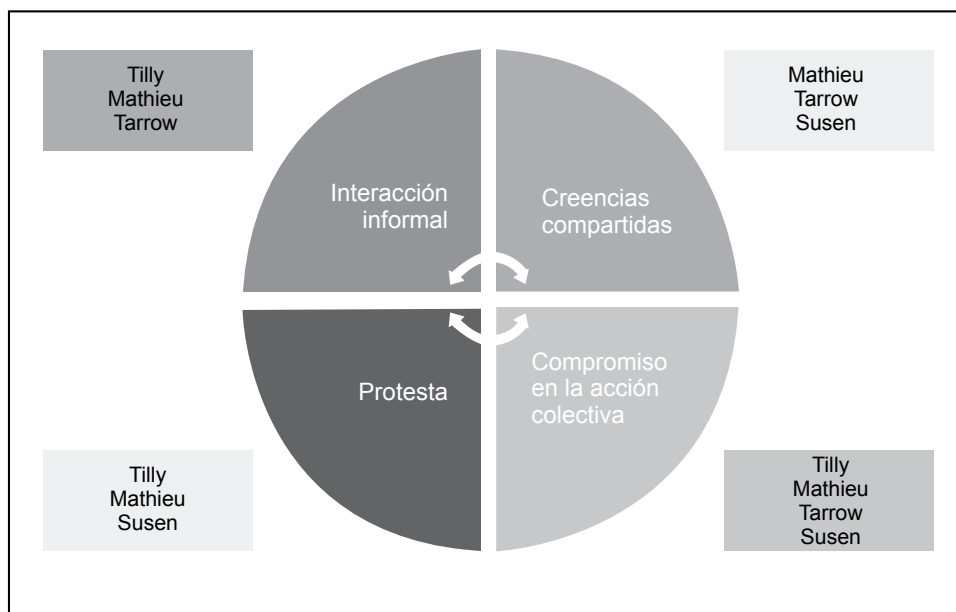 Tilly
Mathieu
Tarrow
Mathieu
Tarrow
Susen
Interacción
informal
Creencias
compartidas
Protesta
Compromiso
en la acción
colectiva
Tilly
Mathieu
Susen
Tilly
Mathieu
Tarrow
Susen